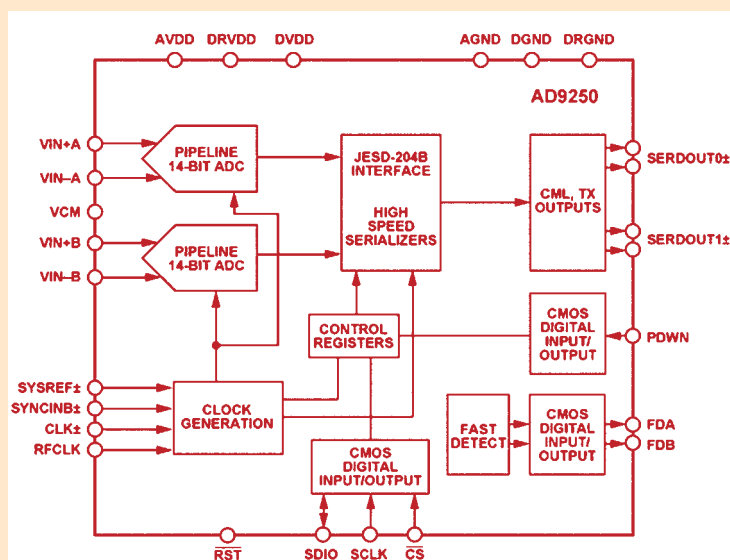 AVDD DRVDD DVDD AGND DGND DRGND
AD9250
VIN+A
VIN–A
VCM
VIN+B
VIN–B
PIPELINE
14-BIT ADC
PIPELINE
14-BIT ADC
JESD-204B
INTERFACE
HIGH
SPEED
SERIALIZERS
CML, TX
OUTPUTS
SERDOUT0±
SERDOUT1±
CONTROL
REGISTERS
CMOS
DIGITAL
INPUT/
OUTPUT
PDWN
SYSREF±
SYNCINB±
CLK±
RFCLK
CLOCK
GENERATION
FAST
DETECT
CMOS
DIGITAL
INPUT/
OUTPUT
FDA
FDB
CMOS
DIGITAL
INPUT/OUTPUT
R̅S̅T̅ SDIO SCLK C̅S̅